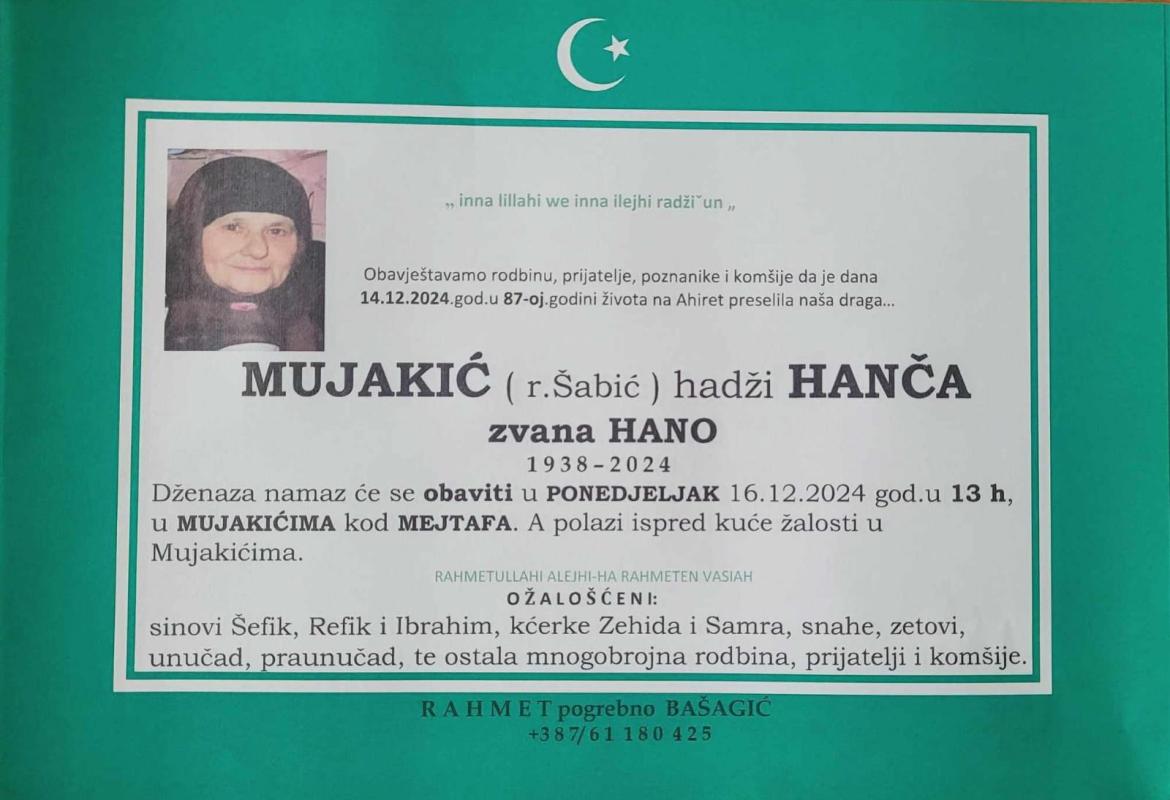 „ inna lillahi we inna ilejhi radžiˇun „
Obavještavamo rodbinu, prijatelje, poznanike i komšije da je dana
14.12.2024.god.u 87-oj.godini života na Ahiret preselila naša draga...
MUJAKIĆ ( r.Šabić ) hadži HANČA
zvana HANO
1938–2024
Dženaza namaz će se obaviti u PONEDJELJAK 16.12.2024 god.u 13 h,
u MUJAKIĆIMA kod MEJTAFA. A polazi ispred kuće žalosti u
Mujakićima.
RAHMETULLAHI ALEJHI-HA RAHMETEN VASIAH
OŽALOŠĆENI:
sinovi Šefik, Refik i Ibrahim, kćerke Zehida i Samra, snahe, zetovi,
unučad, praunučad, te ostala mnogobrojna rodbina, prijatelji i komšije.
RAHMET pogrebno BAŠAGIĆ
+387/61 180 425